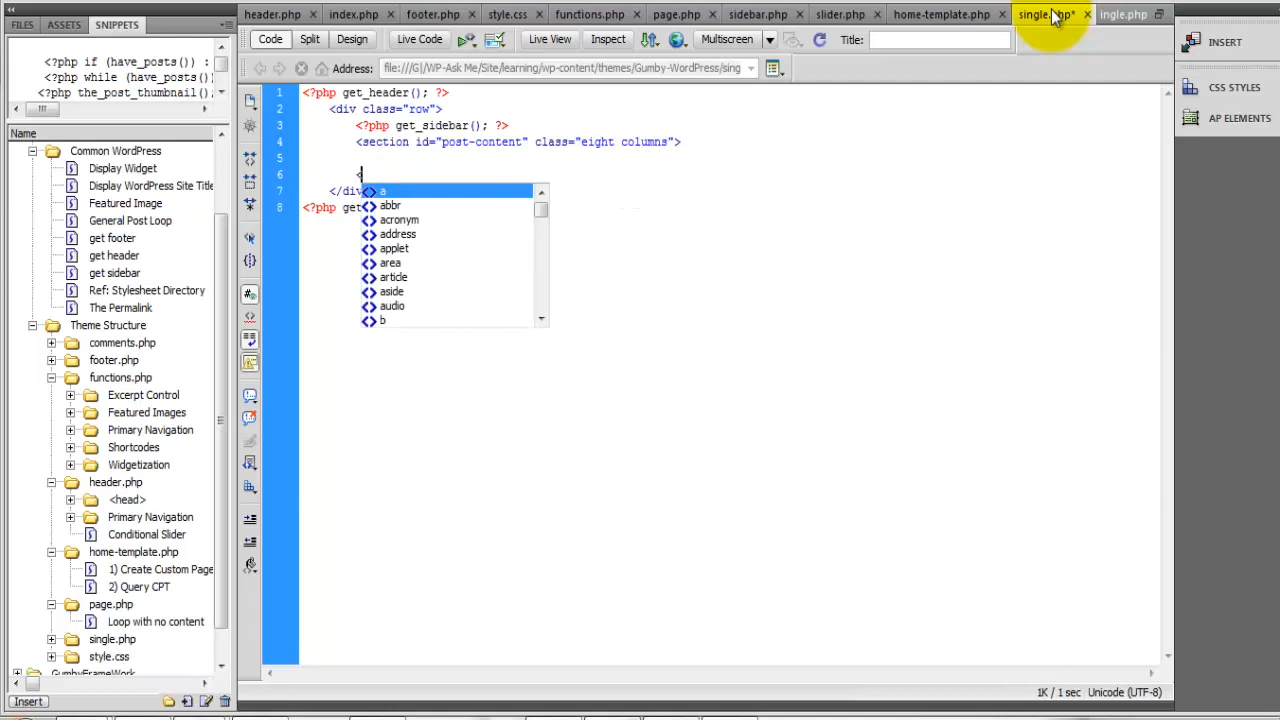 header.php index.php footer.php style.css functions.php page.php sidebar.php slider.php home-template.php single.php* ingle.php
FILES ASSETS SNIPPETS
Code Split Design Live Code Live View Inspect Multiscreen Title:
Address: file:///G|/WP-Ask Me/Site/learning/wp-content/themes/Gumby-WordPress/sing
<?php if (have_posts()) :
<?php while (have_posts()
<?php the_post_thumbnail();
Name
Common WordPress
Display Widget
Display WordPress Site Title
Featured Image
General Post Loop
get footer
get header
get sidebar
Ref: Stylesheet Directory
The Permalink
Theme Structure
comments.php
footer.php
functions.php
Excerpt Control
Featured Images
Primary Navigation
Shortcodes
Widgetization
header.php
<head>
Primary Navigation
Conditional Slider
home-template.php
1) Create Custom Page
2) Query CPT
page.php
Loop with no content
single.php
style.css
GumbyFrameWork
Insert
1 <?php get_header(); ?>
2 <div class="row">
3 <?php get_sidebar(); ?>
4 <section id="post-content" class="eight columns">
5
6 <
7 </div
8 <?php get
<> a
<> abbr
<> acronym
<> address
<> applet
<> area
<> article
<> aside
<> audio
<> b
1K / 1 sec Unicode (UTF-8)
INSERT
CSS STYLES
AP ELEMENTS